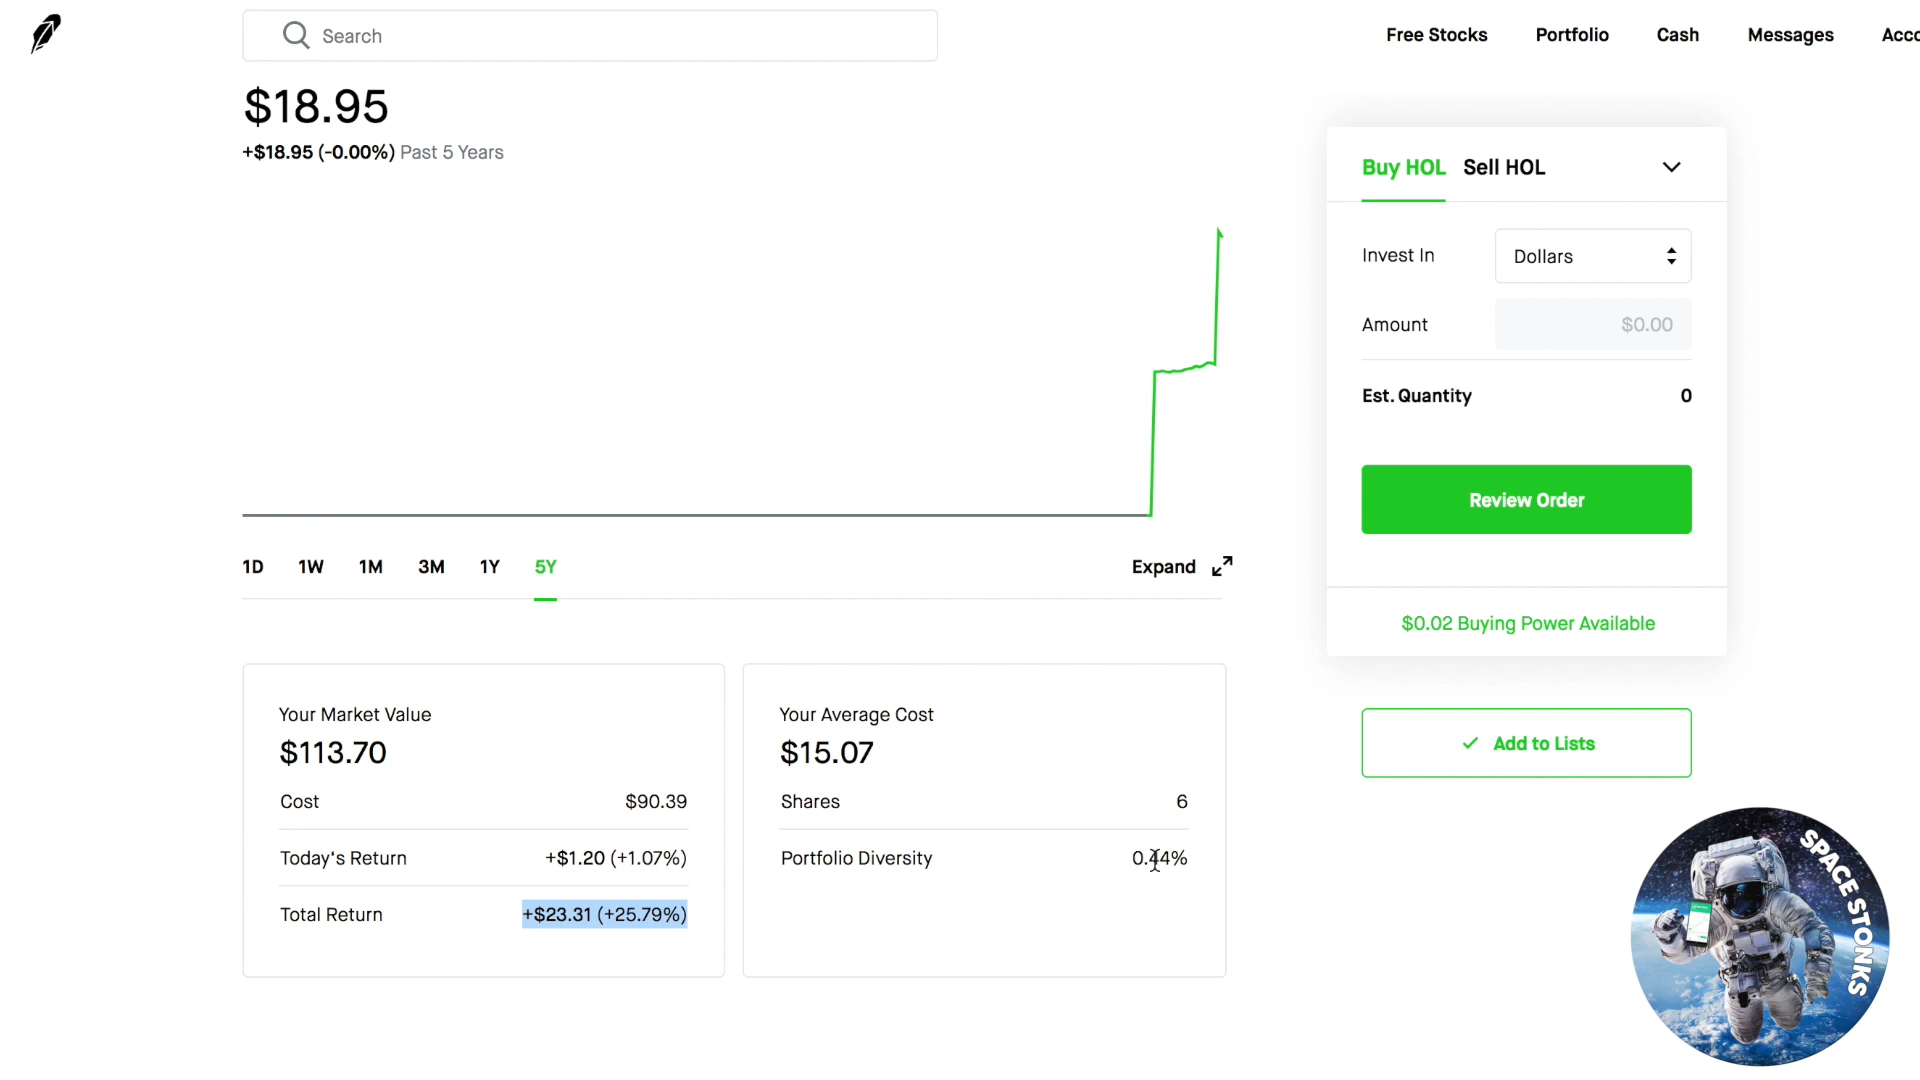 Search
Free Stocks Portfolio Cash Messages Acco
$18.95
+$18.95 (-0.00%) Past 5 Years
Buy HOL Sell HOL
Invest In Dollars
Amount $0.00
Est. Quantity 0
Review Order
$0.02 Buying Power Available
Add to Lists
1D 1W 1M 3M 1Y 5Y Expand
Your Market Value
$113.70
Cost $90.39
Today's Return +$1.20 (+1.07%)
Total Return +$23.31 (+25.79%)
Your Average Cost
$15.07
Shares 6
Portfolio Diversity 0.44%
SPACE STONKS